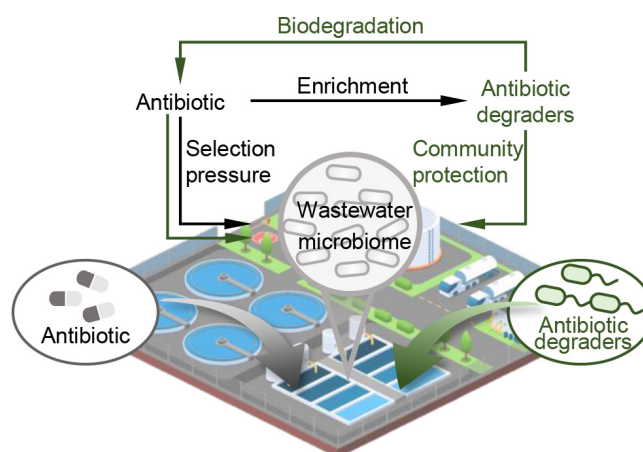 Biodegradation
Antibiotic
Enrichment
Antibiotic
degraders
Selection
pressure
Community
protection
Wastewater
microbiome
Antibiotic
Antibiotic
degraders